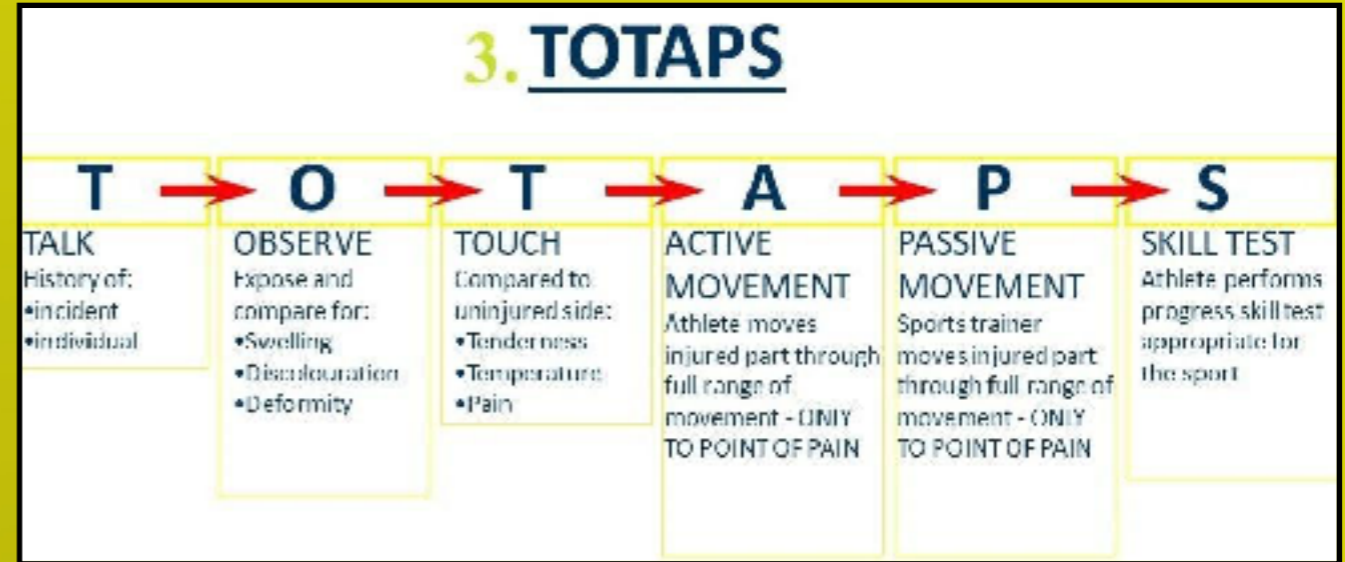 3. TOTAPS
T
O
T
A
P
S
TALK
History of:
•incident
•individual
OBSERVE
Expose and
compare for:
•Swelling
•Discolouration
•Deformity
TOUCH
Compared to
uninjured side:
•Tenderness
•Temperature
•Pain
ACTIVE
MOVEMENT
Athlete moves
injured part through
full range of
movement - ONLY
TO POINT OF PAIN
PASSIVE
MOVEMENT
Sports trainer
moves injured part
through full range of
movement - ONLY
TO POINT OF PAIN
SKILL TEST
Athlete performs
progress skill test
appropriate for
the sport